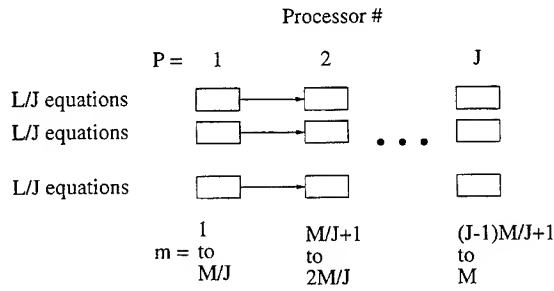 Processor #
P = 1 2 J
L/J equations
L/J equations
L/J equations
m = 1 to M/J
M/J+1 to 2M/J
(J-1)M/J+1 to M